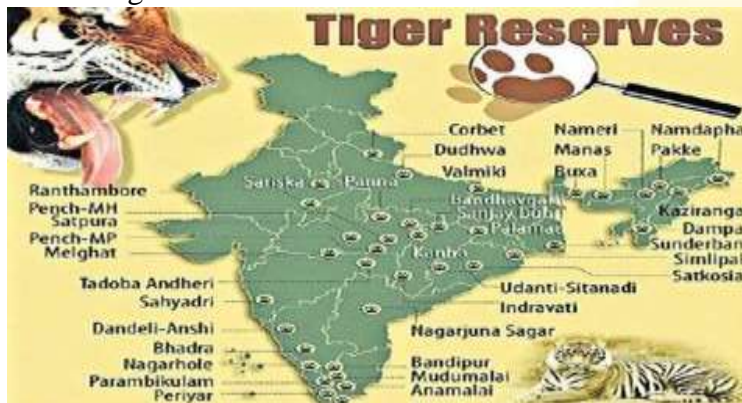 Tiger Reserves
Corbet
Dudhwa
Valmiki
Nameri
Manas
Buxa
Namdapha
Pakke
Sariska
Panna
Bandhavgarh
Sanjay Dubri
Palamau
Kanha
Ranthambore
Pench-MH
Satpura
Pench-MP
Melghat
Kaziranga
Dampa
Sunderban
Simlipal
Satkosia
Tadoba Andheri
Sahyadri
Udanti-Sitanadi
Indravati
Nagarjuna Sagar
Dandeli-Anshi
Bhadra
Nagarhole
Parambikulam
Periyar
Bandipur
Mudumalai
Anamalai